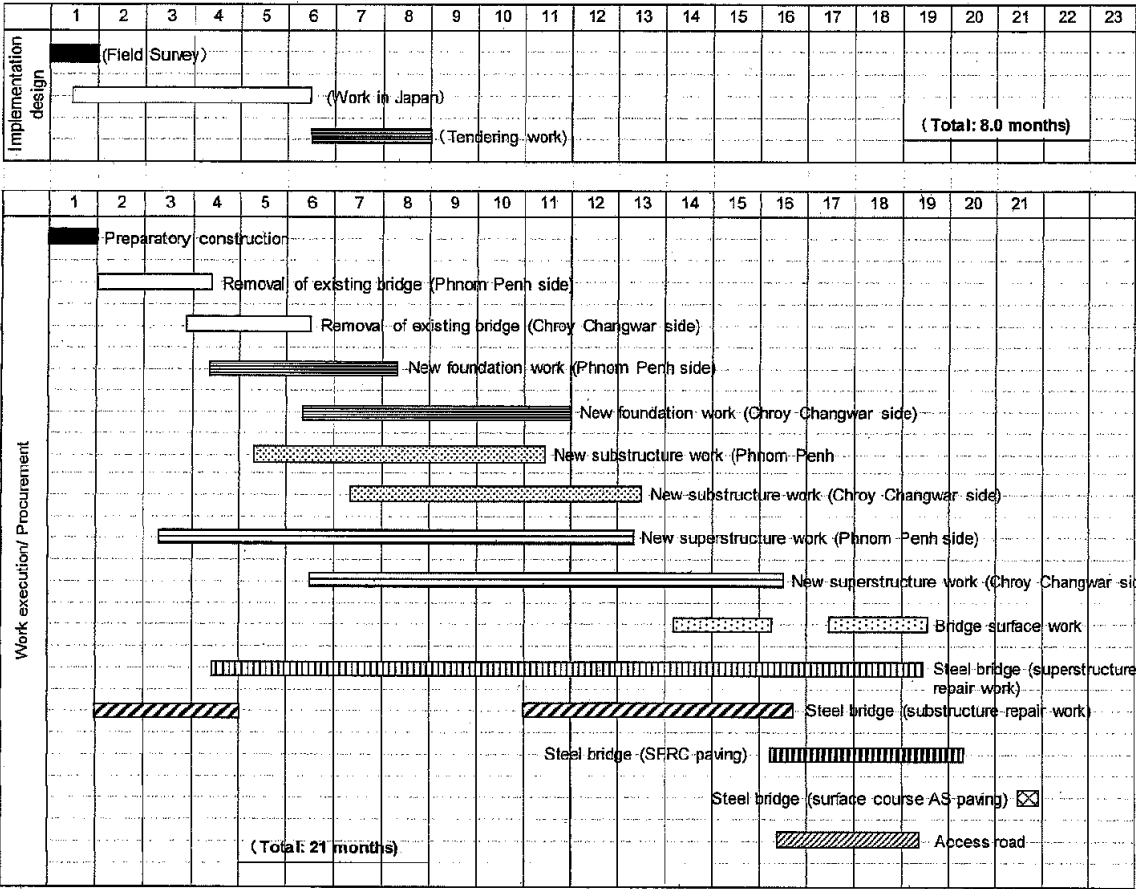 1 2 3 4 5 6 7 8 9 10 11 12 13 14 15 16 17 18 19 20 21 22 23
Implementation
design
(Field Survey)
(Work in Japan)
(Tendering work)
(Total: 8.0 months)
1 2 3 4 5 6 7 8 9 10 11 12 13 14 15 16 17 18 19 20 21
Work execution/ Procurement
Preparatory construction
Removal of existing bridge (Phnom Penh side)
Removal of existing bridge (Chroy Changwar side)
New foundation work (Phnom Penh side)
New foundation work (Chroy Changwar side)
New substructure work (Phnom Penh
New substructure work (Chroy Changwar side)
New superstructure work (Phnom Penh side)
New superstructure work (Chroy Changwar sid
Bridge surface work
Steel bridge (superstructure
repair work)
Steel bridge (substructure repair work)
Steel bridge (SFRC paving)
Steel bridge (surface course AS paving)
Access road
(Total: 21 months)